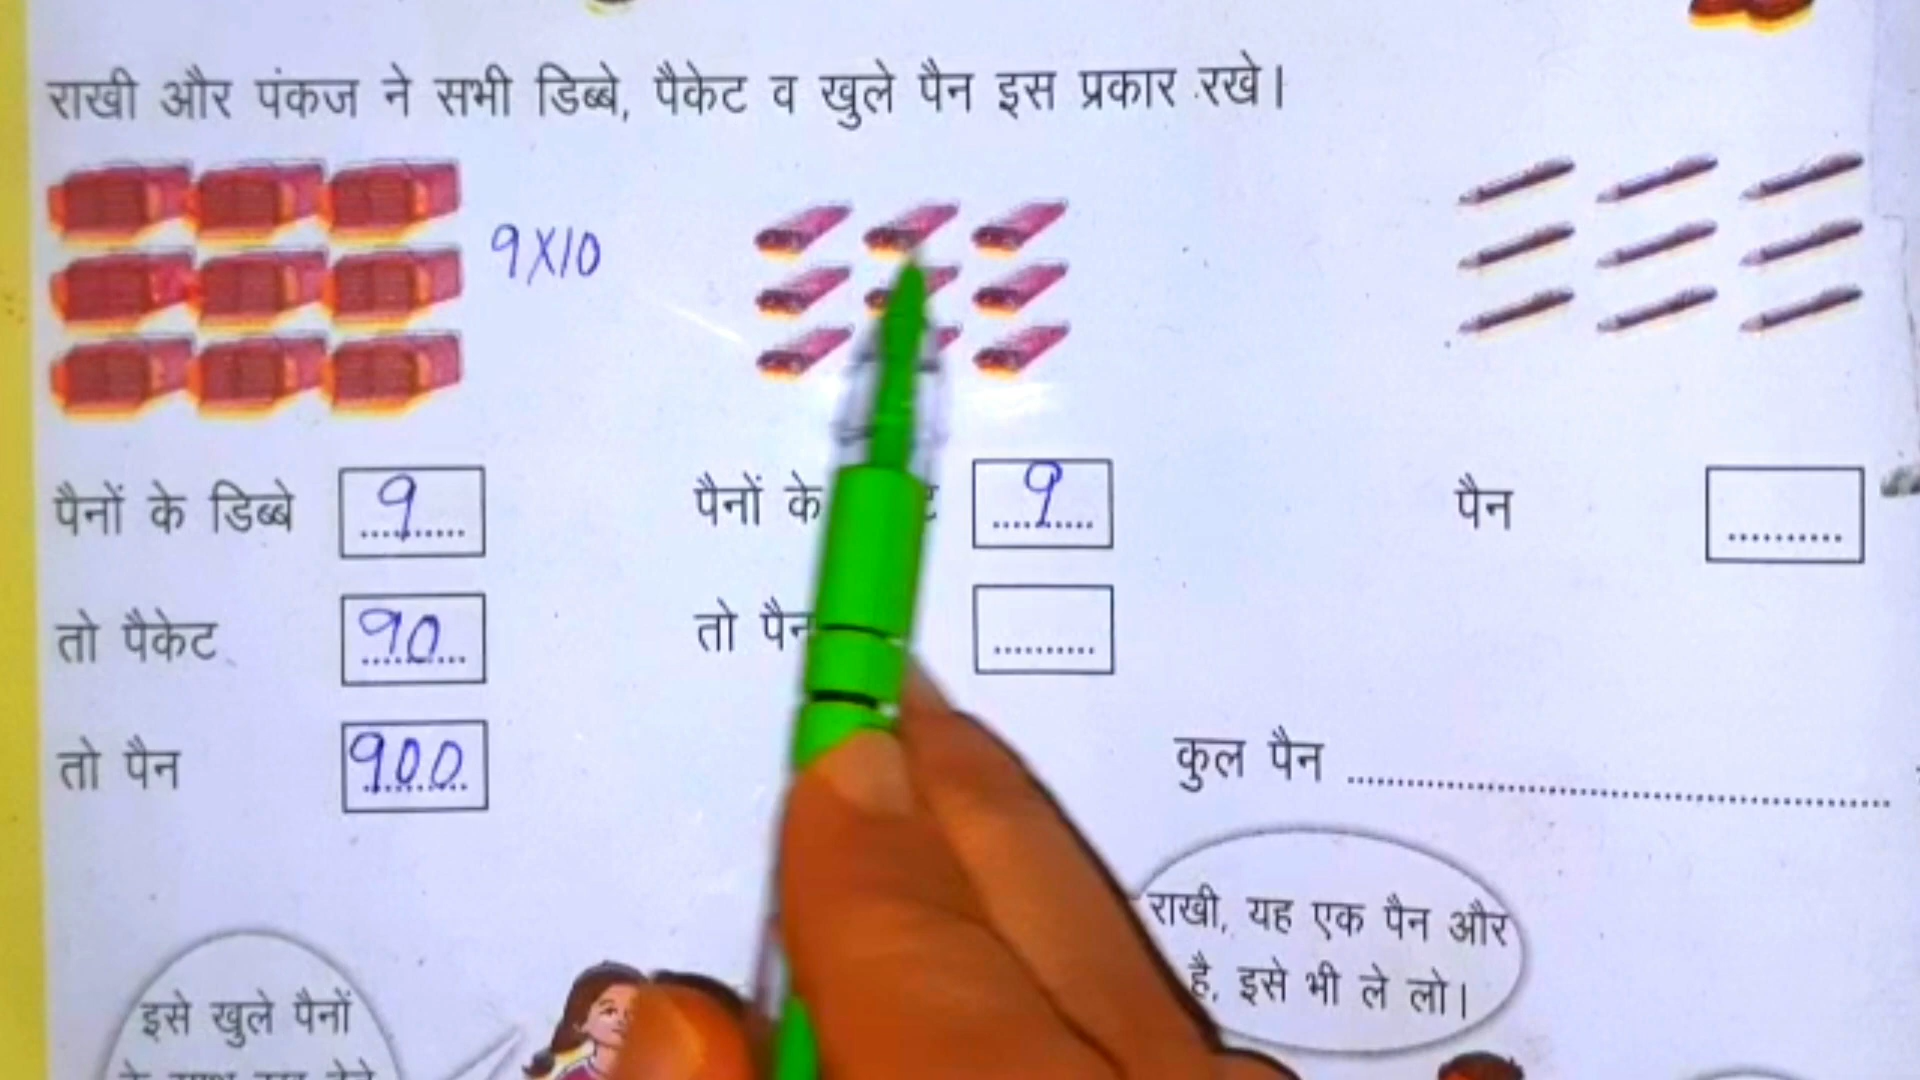 राखी और पंकज ने सभी डिब्बे, पैकेट व खुले पैन इस प्रकार रखे।
9X10
पैनों के डिब्बे 9
पैनों के 9
पैन
तो पैकेट 90
तो पैन
तो पैन 900
कुल पैन
राखी, यह एक पैन और
है, इसे भी ले लो।
इसे खुले पैनों